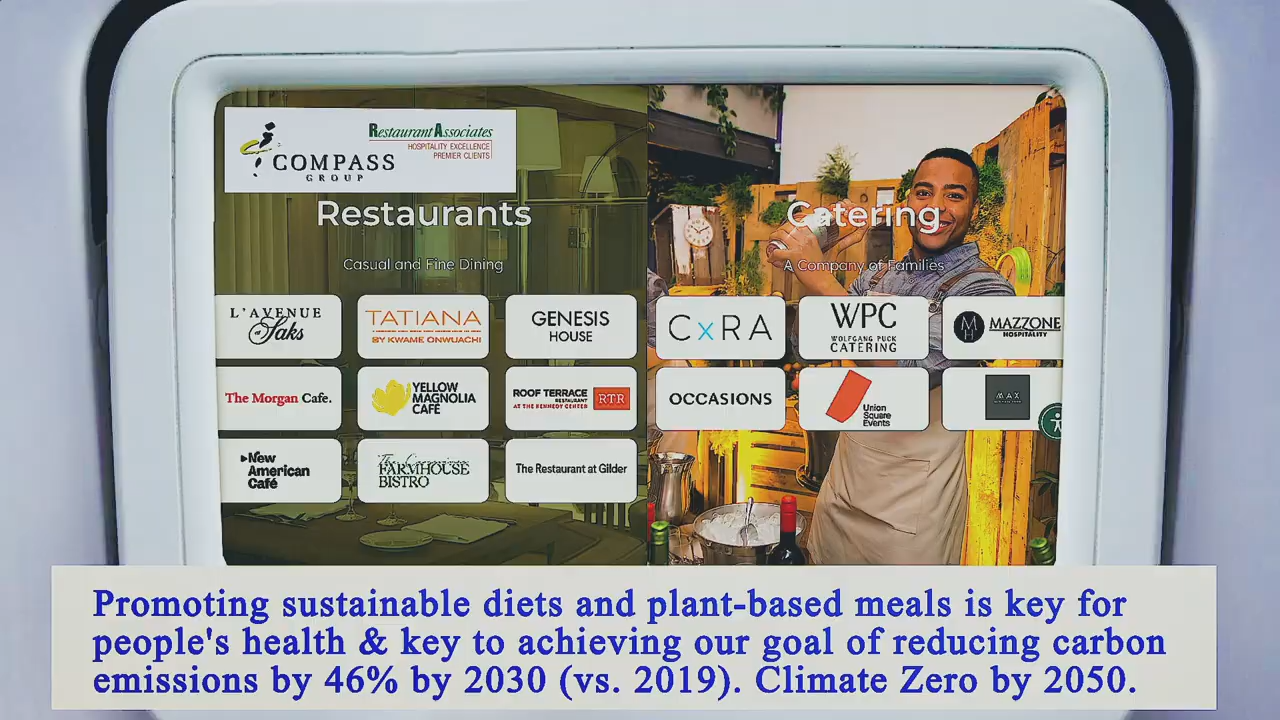 COMPASS
GROUP
RESTAURANT ASSOCIATES
HOSPITALITY EXCELLENCE
PREMIER CLIENTS
Restaurants
Casual and Fine Dining
L'AVENUE
Saks
TATIANA
BY KWAME ONWUACHI
GENESIS
HOUSE
The Morgan Cafe.
YELLOW
MAGNOLIA
CAFÉ
ROOF TERRACE
RESTAURANT
AT THE KENNEDY CENTER
RTR
New
American
Café
FARMHOUSE
BISTRO
The Restaurant at Gilder
Catering
A Company of Families
CxRA
WPC
WOLFGANG PUCK
CATERING
M
H
MAZZONE
HOSPITALITY
OCCASIONS
Union
Square
Events
MAX
Promoting sustainable diets and plant-based meals is key for
people's health & key to achieving our goal of reducing carbon
emissions by 46% by 2030 (vs. 2019). Climate Zero by 2050.